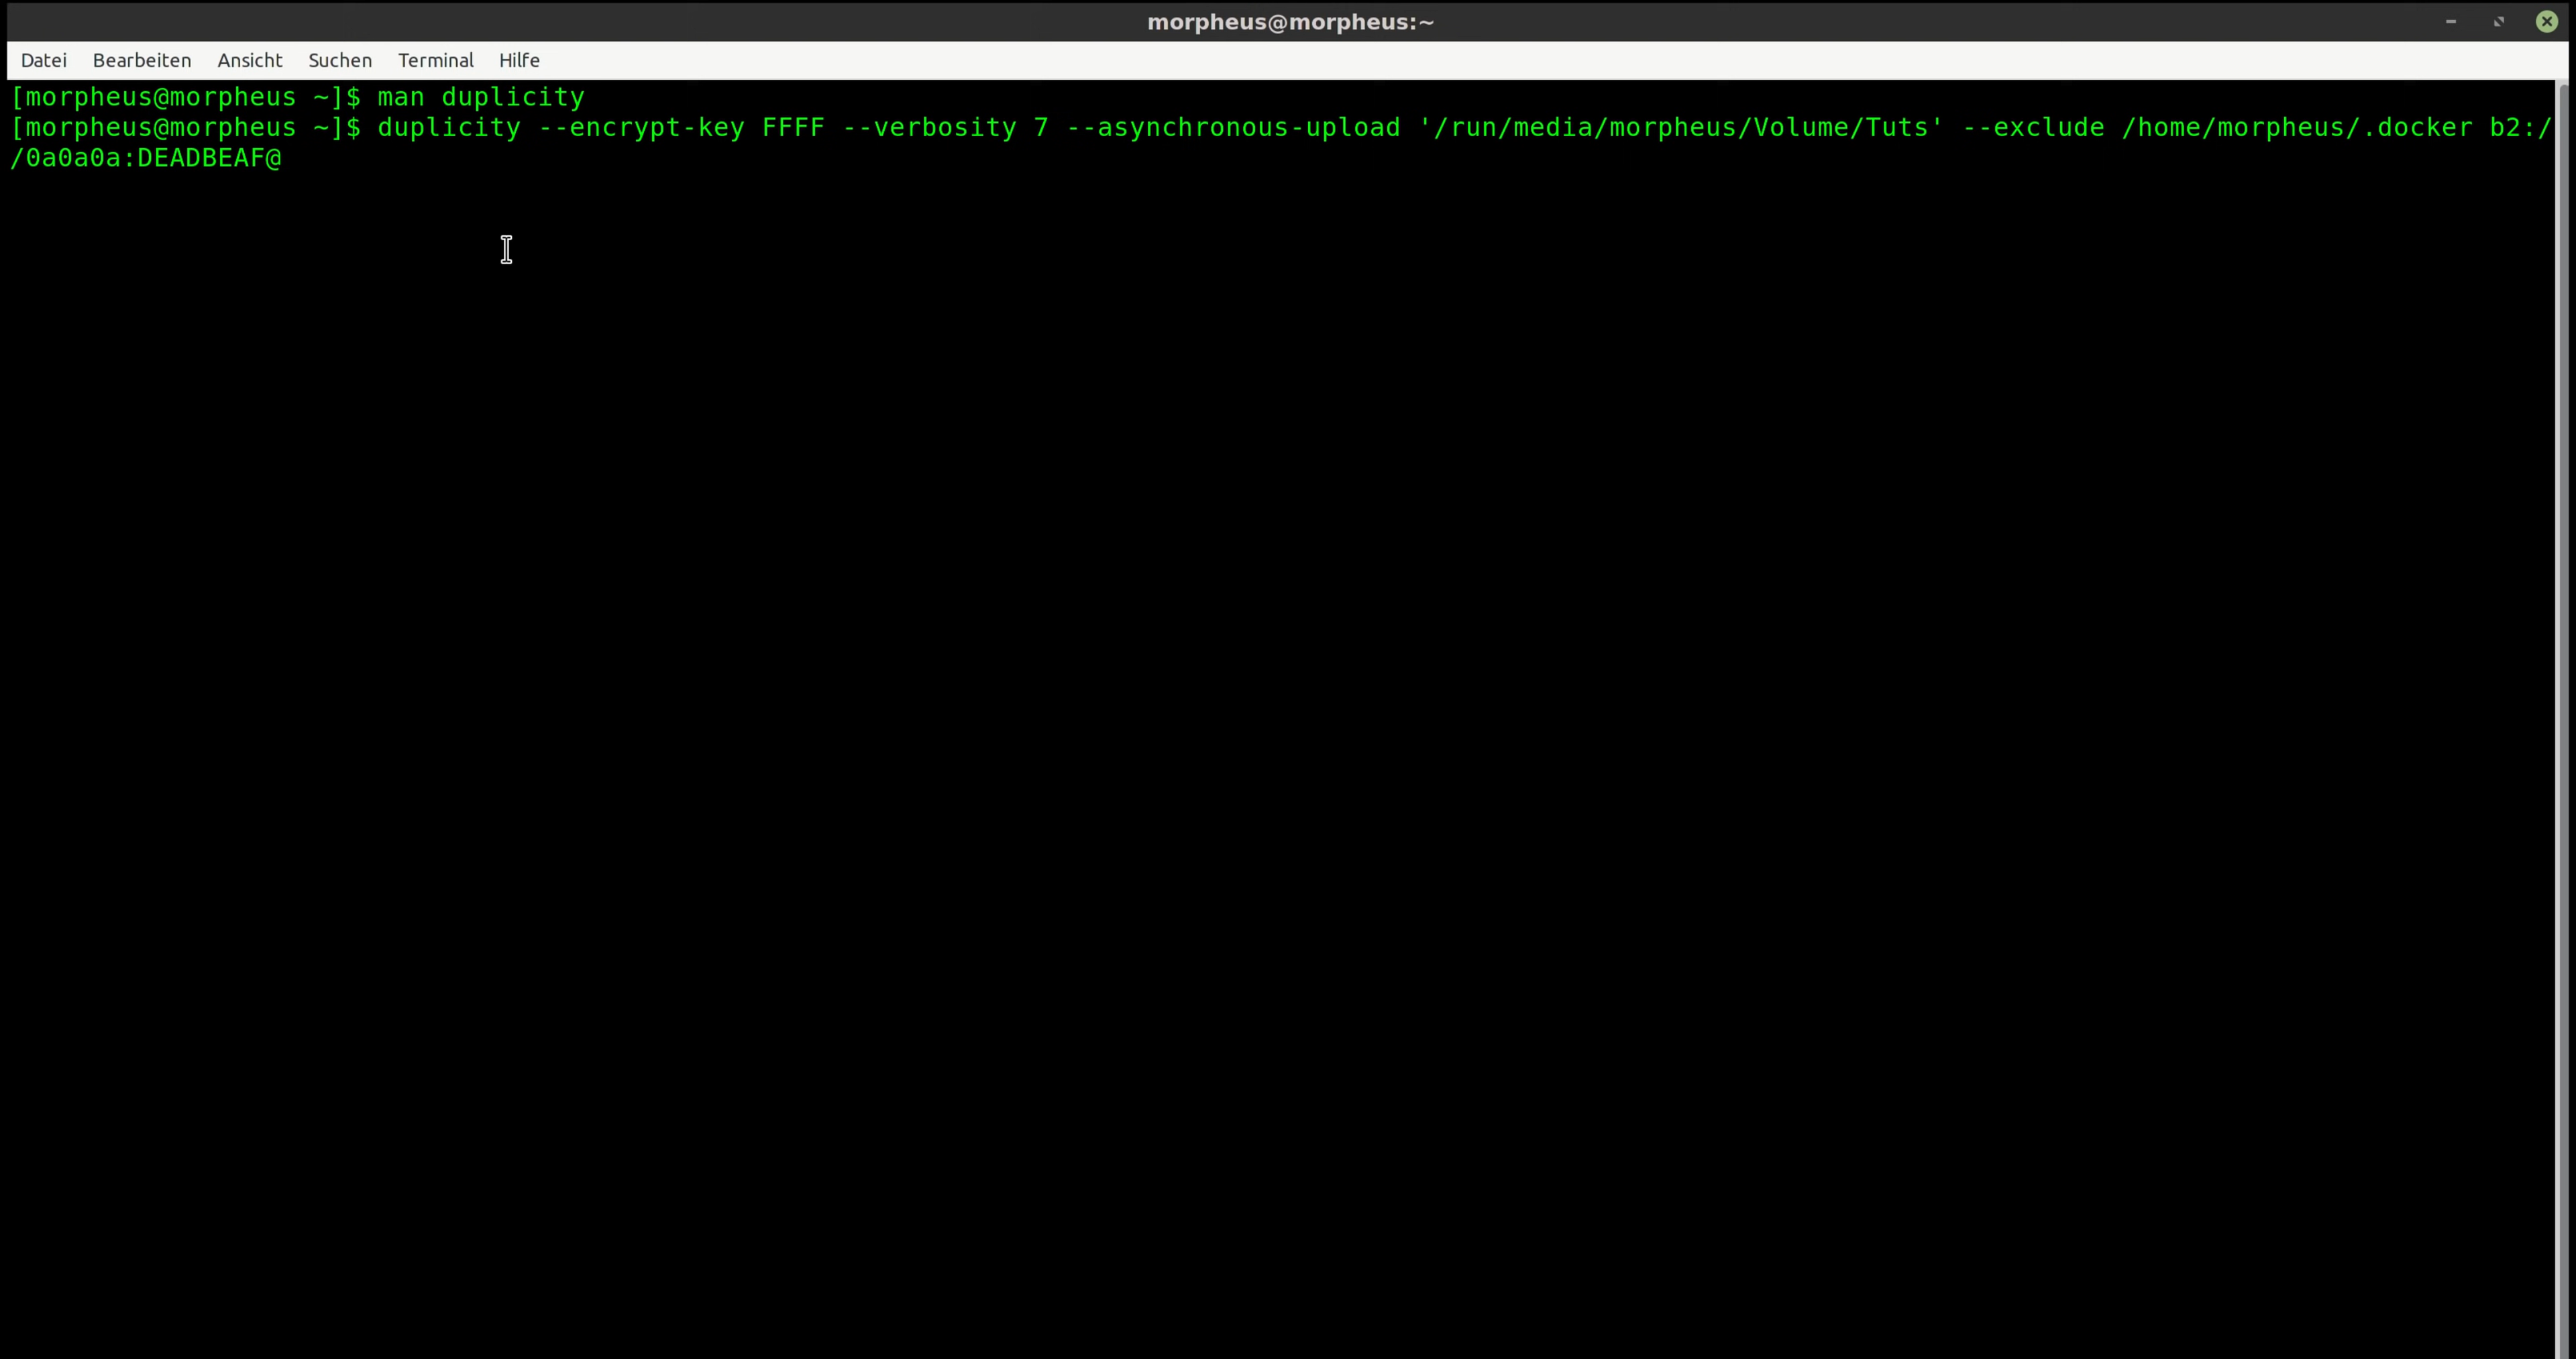 morpheus@morpheus:~
Datei Bearbeiten Ansicht Suchen Terminal Hilfe
[morpheus@morpheus ~]$ man duplicity
[morpheus@morpheus ~]$ duplicity --encrypt-key FFFF --verbosity 7 --asynchronous-upload '/run/media/morpheus/Volume/Tuts' --exclude /home/morpheus/.docker b2:/
/0a0a0a:DEADBEAF@